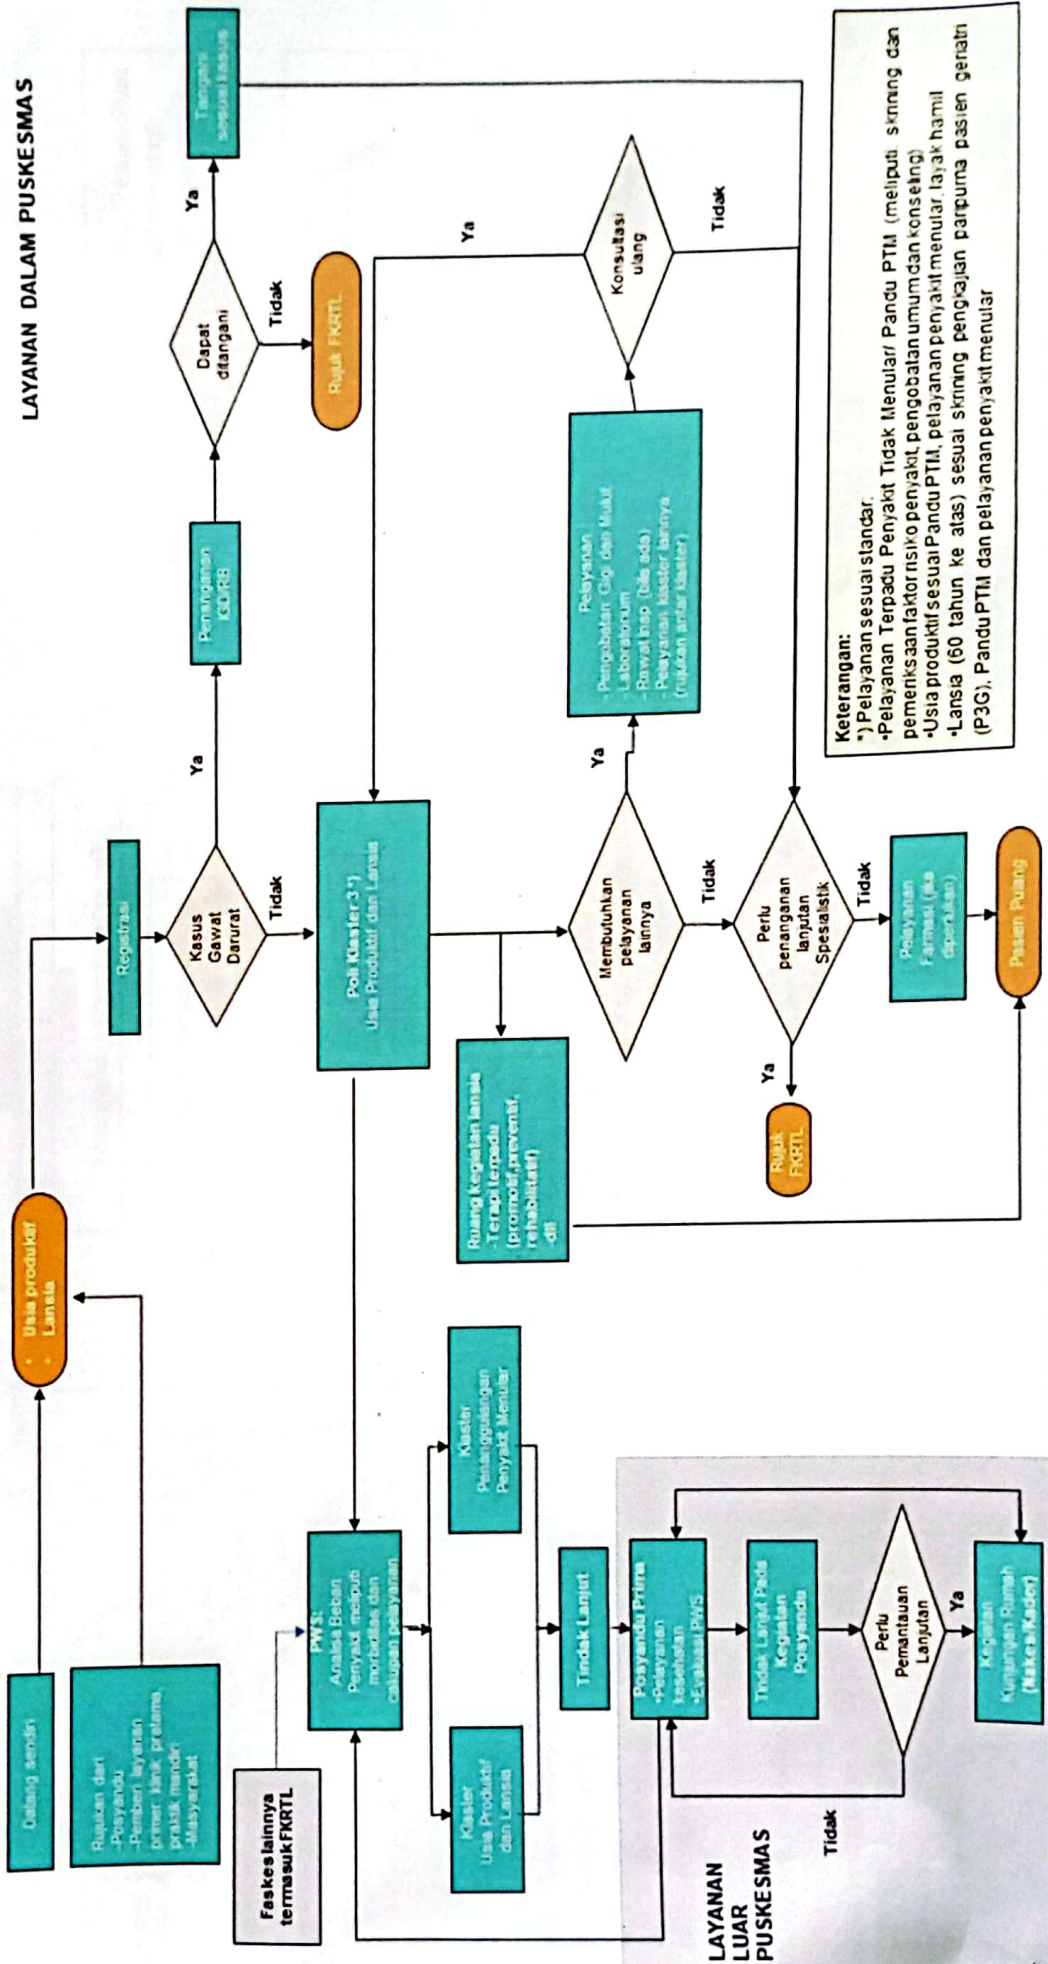 LAYANAN DALAM PUSKESMAS
Datang sendiri
Rujukan dari
-Posyandu
-Pemberi layanan
primer: klinik pratama,
praktik mandiri
-Masyarakat
• Usia produktif
• Lansia
Registrasi
Kasus
Gawat
Darurat
Ya
Tidak
Penanganan
Dapat
ditangani
Ya
Tidak
Tangani
sesuai kasus
Rujuk FKRTL
Faskes lainnya
termasuk FKRTL
PWS:
Analisa Beban
Penyakit meliputi
morbiditas dan
cakupan pelayanan
Poli Klaster 3 *)
Usia Produktif dan Lansia
Klaster
Usia Produktif
dan Lansia
Klaster
Penanggulangan
Penyakit Menular
Ruang kegiatan lansia
-Terapi terpadu
(promotif,preventif,
rehabilitatif)
-dll
Membutuhkan
pelayanan
lainnya
Ya
Tidak
Pelayanan
- Pengobatan Gigi dan Mulut
- Laboratorium
- Rawat Inap (bila ada)
- Pelayanan klaster lainnya
(rujukan antar klaster)
Konsultasi
ulang
Ya
Tidak
Tindak Lanjut
Perlu
penanganan
lanjutan
Spesialistik
Ya
Tidak
Rujuk
FKRTL
Pelayanan
Farmasi (jika
diperlukan)
Pasien Pulang
LAYANAN
LUAR
PUSKESMAS
Posyandu Prima
•Pelayanan
kesehatan
•Evaluasi PWS
Tindak Lanjut Pada
Kegiatan
Posyandu
Perlu
Pemantauan
Lanjutan
Tidak
Ya
Kegiatan
Kunjungan Rumah
(Nakes/Kader)
Keterangan:
*) Pelayanan sesuai standar:
•Pelayanan Terpadu Penyakit Tidak Menular/ Pandu PTM (meliputi: skrining dan
pemeriksaan faktor risiko penyakit, pengobatan umum dan konseling)
•Usia produktif sesuai Pandu PTM, pelayanan penyakit menular, layak hamil
•Lansia (60 tahun ke atas) sesuai skrining pengkajian paripurna pasien geriatri
(P3G), Pandu PTM dan pelayanan penyakit menular